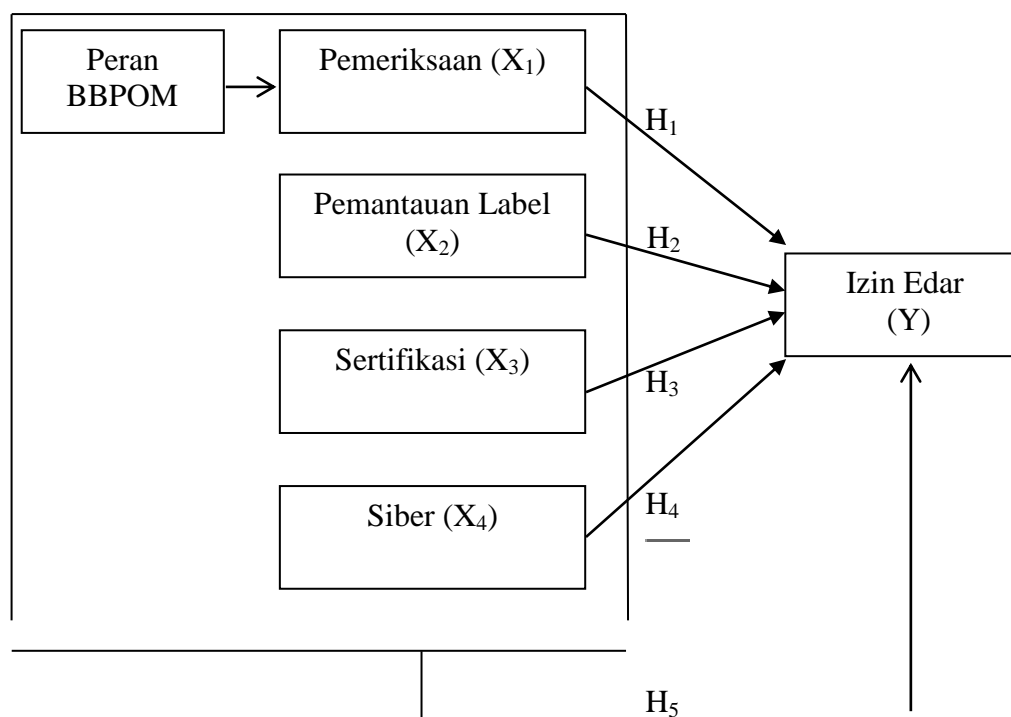 Peran
BBPOM
Pemeriksaan (X₁)
H₁
Pemantauan Label
(X₂)
H₂
Izin Edar
(Y)
Sertifikasi (X₃)
H₃
Siber (X₄)
H₄
H₅